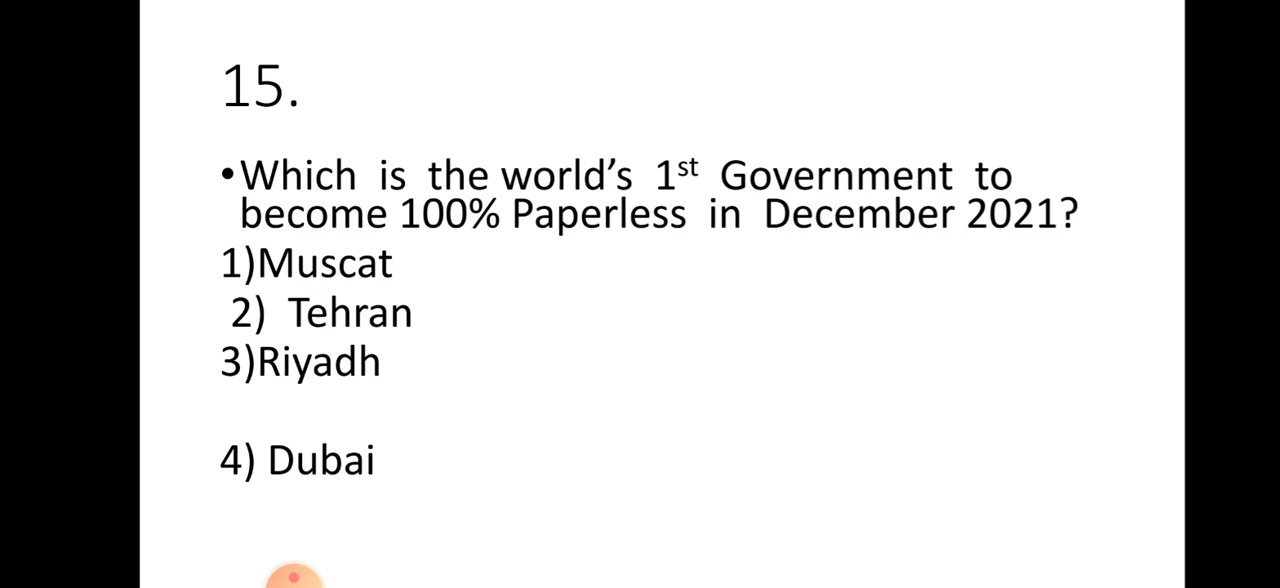 15.
•Which is the world’s 1st Government to
become 100% Paperless in December 2021?
1)Muscat
2) Tehran
3)Riyadh
4) Dubai